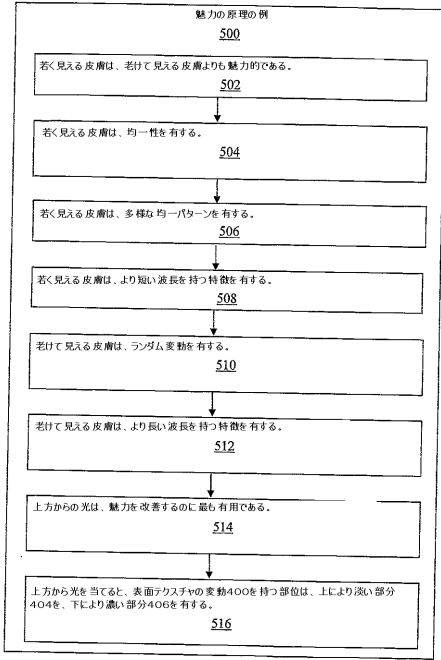 魅力の原理の例
500
若く見える皮膚は、老けて見える皮膚よりも魅力的である。
502
若く見える皮膚は、均一性を有する。
504
若く見える皮膚は、多様な均一パターンを有する。
506
若く見える皮膚は、より短い波長を持つ特徴を有する。
508
老けて見える皮膚は、ランダム変動を有する。
510
老けて見える皮膚は、より長い波長を持つ特徴を有する。
512
上方からの光は、魅力を改善するのに最も有用である。
514
上方から光を当てると、表面テクスチャの変動400を持つ部位は、上により淡い部分
404を、下により濃い部分406を有する。
516